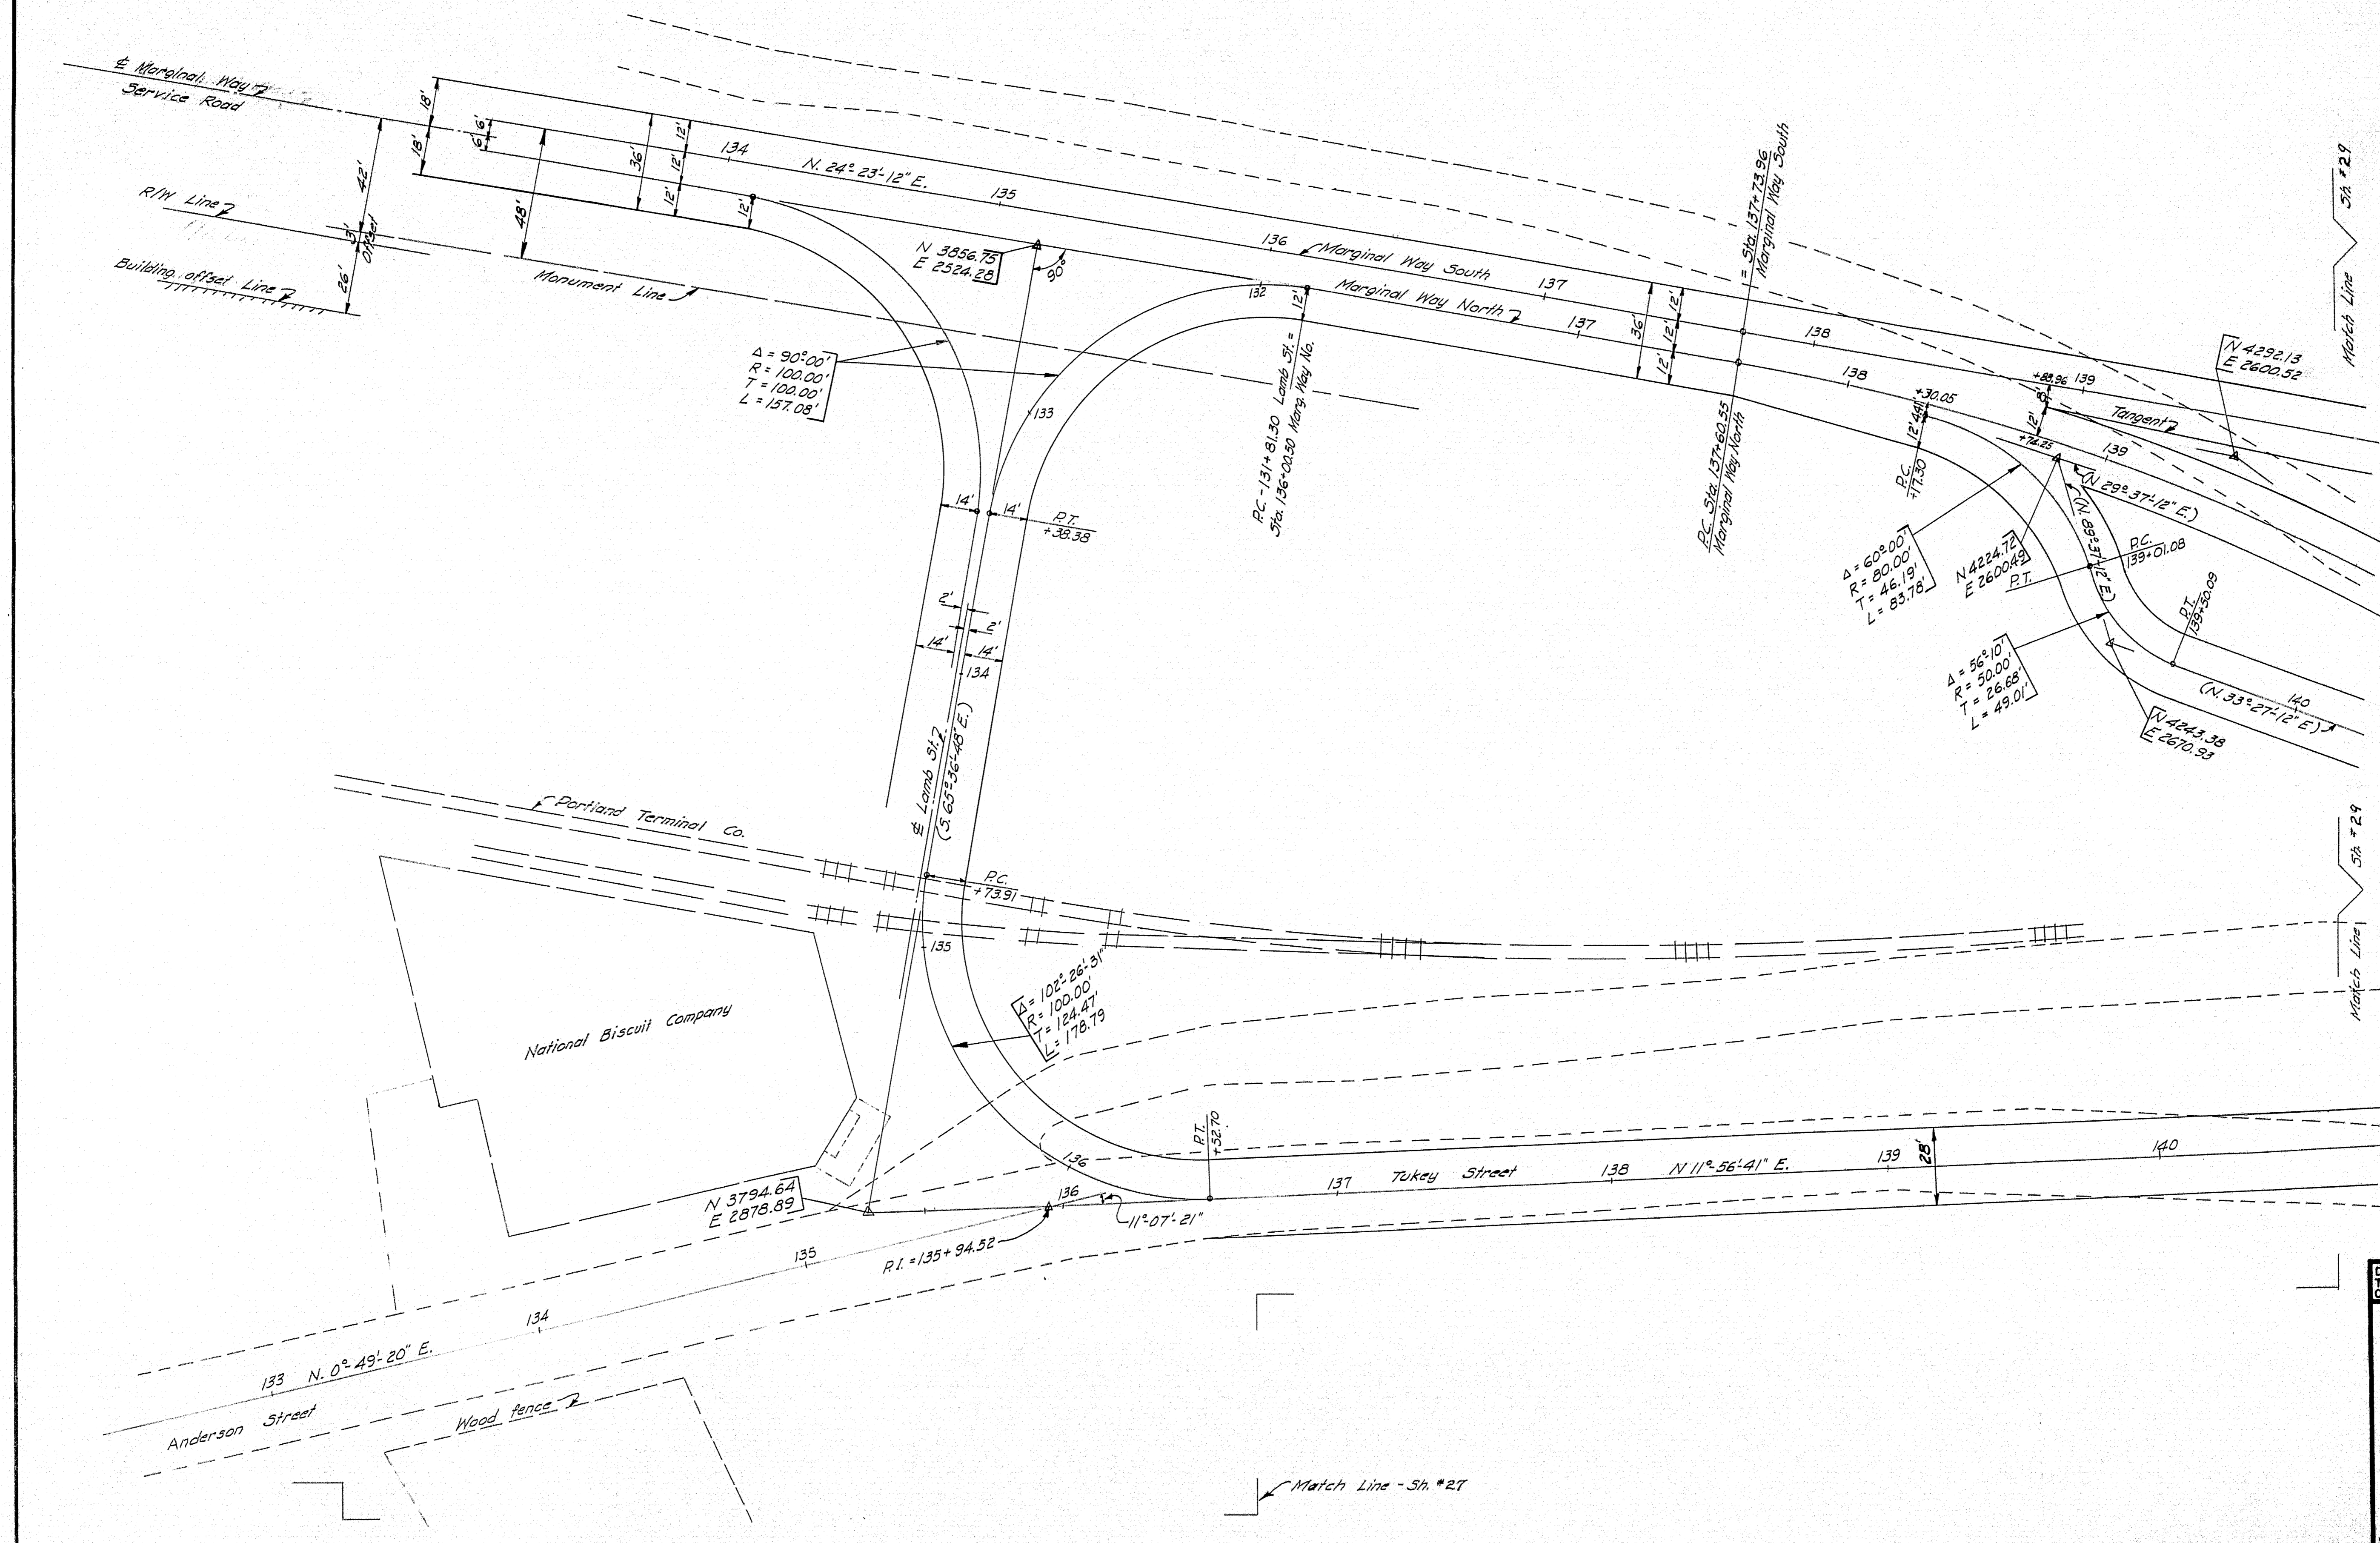 ℄ Marginal Way
Service Road
18'
18'
6'
6'
42'
48'
36'
12'
12'
12'
12'
R/W Line
3'
Offset
26'
Building offset Line
Monument Line
134
N. 24°-23'-12" E.
135
136
Marginal Way South
137
138
139
N 3856.75
E 2524.28
90°
132
12'
Marginal Way North
137
138
139
36'
12'
12'
12'
= Sta. 137+73.96
Marginal Way South
P.C. Sta. 137+60.55
Marginal Way North
P.C. - 131+81.30 Lamb St. =
Sta. 136+00.50 Marg. Way No.
Δ = 90°-00'
R = 100.00'
T = 100.00'
L = 157.08'
133
14'
14'
P.T.
+38.38
2'
2'
14'
14'
134
℄ Lamb St.
(S. 65°-36'-48" E.)
+30.05
12'
P.C.
+17.30
+83.96
8'
12'
+74.25
Tangent
N 4292.13
E 2600.52
(N 29°-37'-12" E.)
(N. 89°-37'-12" E.)
Δ = 60°-00'
R = 80.00'
T = 46.19'
L = 83.78'
N 4224.72
E 2600.49
P.T.
P.C.
139+01.08
P.T.
139+50.09
Δ = 56°-10'
R = 50.00'
T = 26.68'
L = 49.01'
140
(N. 33°-27'-12" E)
N 4243.38
E 2670.93
Match Line
Sh. #29
Match Line
Sh. #29
Portland Terminal Co.
P.C.
+73.91
135
National Biscuit Company
Δ = 102°-26'-31"
R = 100.00'
T = 124.47'
L = 178.79
P.T.
+52.70
136
136
N 3794.64
E 2878.89
11°-07'-21"
P.I. = 135+94.52
137
Tukey Street
138
N 11°-56'-41" E.
139
28'
140
135
134
133
N. 0°-49'-20" E.
Anderson Street
Wood fence
Match Line - Sh. #27